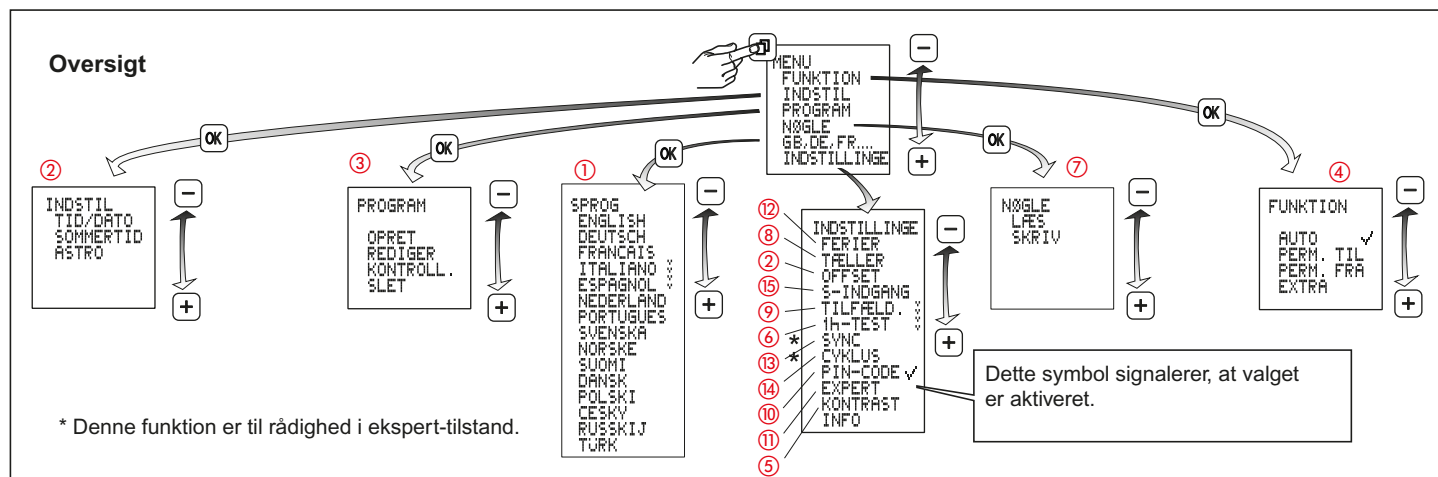 Oversigt
MENU
FUNKTION
INDSTIL
PROGRAM
NØGLE
GB,DE,FR....
INDSTILLINGE
−
+
OK
OK
OK
OK
OK
②
INDSTIL
TID/DATO
SOMMERTID
ASTRO
−
+
③
PROGRAM
OPRET
REDIGER
KONTROLL.
SLET
−
+
①
SPROG
ENGLISH
DEUTSCH
FRANCAIS
ITALIANO
ESPAGNOL
NEDERLAND
PORTUGUES
SVENSKA
NORSKE
SUOMI
DANSK
POLSKI
CESKY
RUSSKIJ
TÜRK
−
+
INDSTILLINGE
⑫ FERIER
⑧ TÆLLER
② OFFSET
⑮ S-INDGANG
⑨ TILFÆLD.
⑥ 1h-TEST
* ⑬ SYNC
* ⑭ CYKLUS
⑩ PIN-CODE ✓
⑪ EXPERT
⑤ KONTRAST
INFO
−
+
⑦
NØGLE
LÆS
SKRIV
−
+
④
FUNKTION
AUTO ✓
PERM. TIL
PERM. FRA
EXTRA
−
+
Dette symbol signalerer, at valget
er aktiveret.
* Denne funktion er til rådighed i ekspert-tilstand.